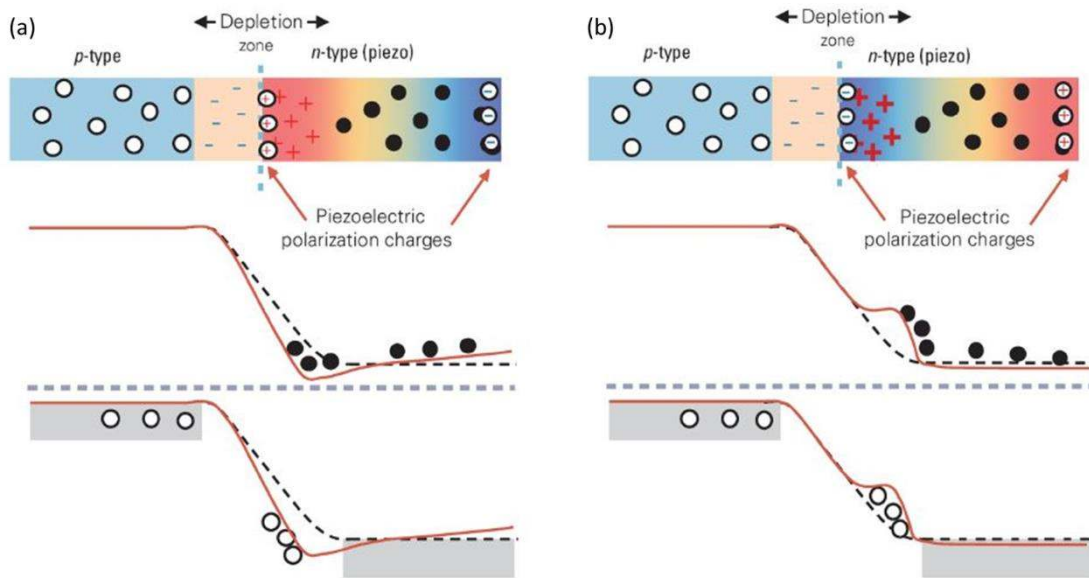 (a)
Depletion
zone
p-type
n-type (piezo)
Piezoelectric
polarization charges
(b)
Depletion
zone
p-type
n-type (piezo)
Piezoelectric
polarization charges